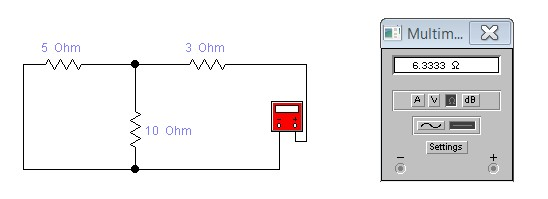 5 Ohm
3 Ohm
10 Ohm
Multim...
6.3333 Ω
A V Ω dB
Settings
− +